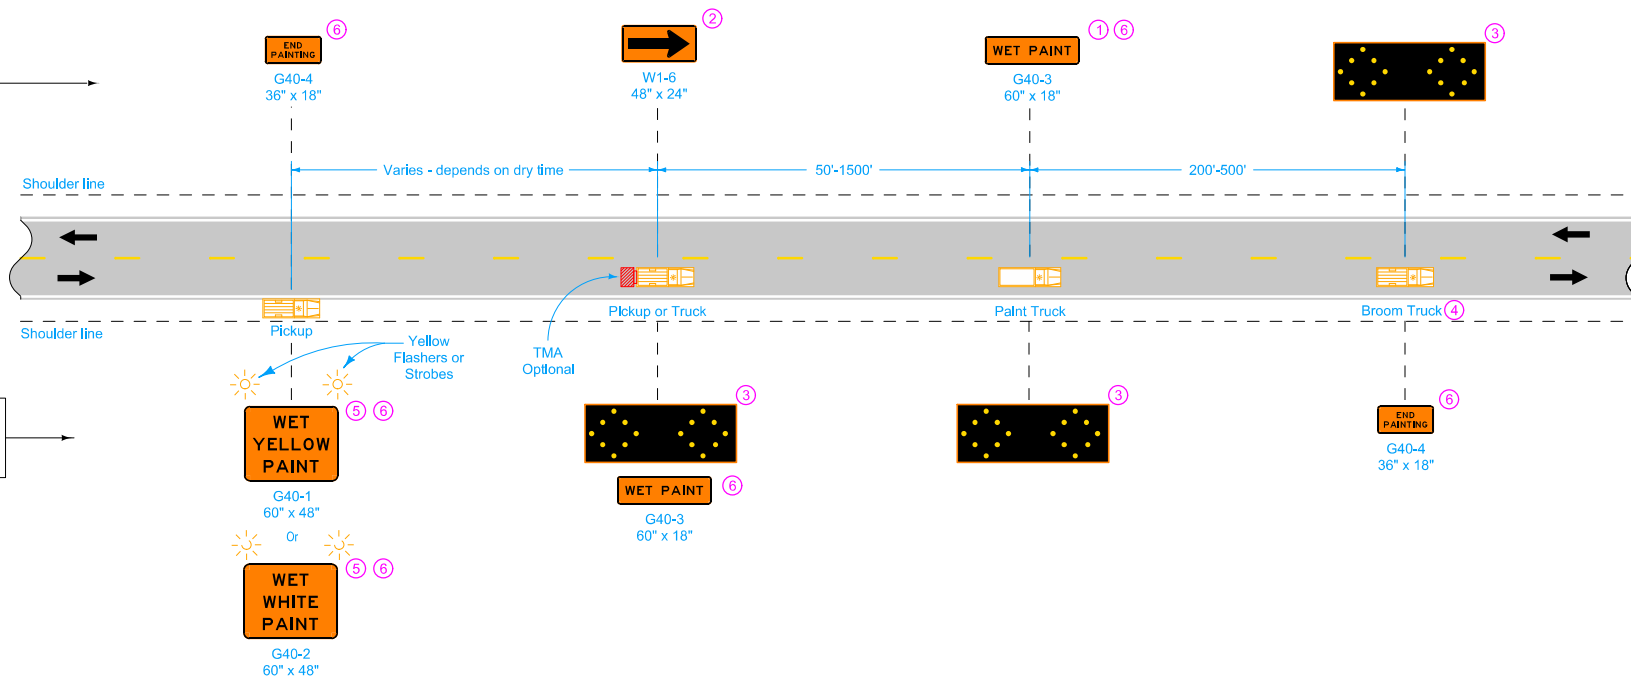 6
2
1 6
3
END
PAINTING
WET PAINT
G40-4
36" x 18"
W1-6
48" x 24"
G40-3
60" x 18"
Varies - depends on dry time
50'-1500'
200'-500'
Shoulder line
Shoulder line
Pickup
Pickup or Truck
Paint Truck
Broom Truck 4
Yellow
Flashers or
Strobes
TMA
Optional
WET
YELLOW
PAINT
5 6
G40-1
60" x 48"
Or
WET
WHITE
PAINT
5 6
G40-2
60" x 48"
3
WET PAINT
6
G40-3
60" x 18"
3
6
END
PAINTING
G40-4
36" x 18"